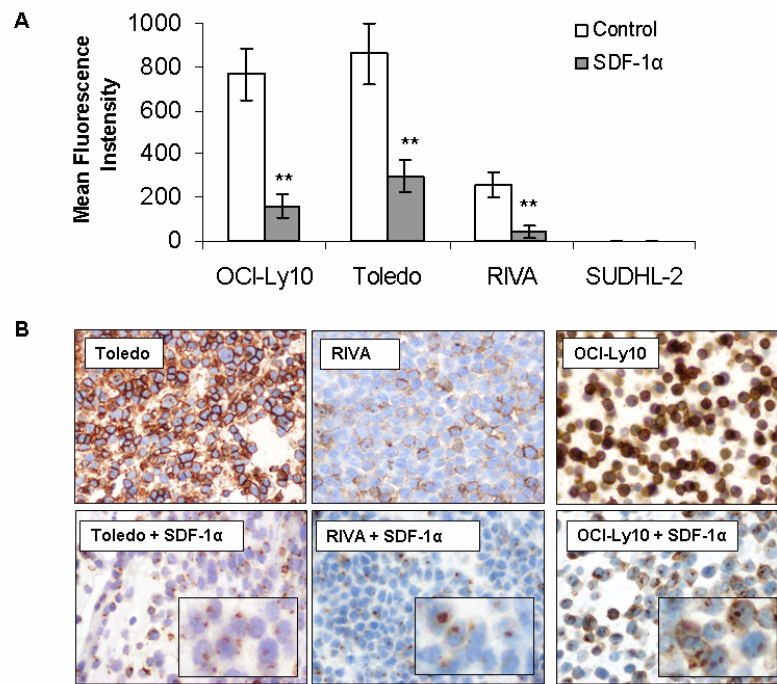 A
Mean Fluorescence
Instensity
1000
800
600
400
200
0
Control
SDF-1α
**
**
**
OCI-Ly10
Toledo
RIVA
SUDHL-2
B
Toledo
RIVA
OCI-Ly10
Toledo + SDF-1α
RIVA + SDF-1α
OCI-Ly10 + SDF-1α